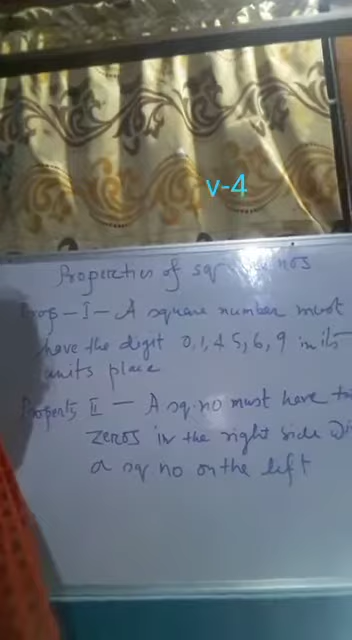 v-4
Properties of sq nos
Prop-I - A square number must
have the digit 0,1,4 5,6,9 in its
units place
Property II - A sq no must have
zeros in the right side
a sq no on the left